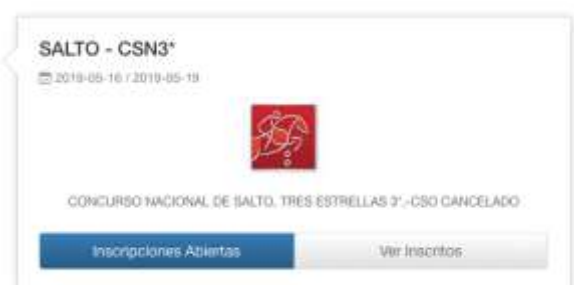 SALTO - CSN3*
2019-05-16 / 2019-05-19
CONCURSO NACIONAL DE SALTO. TRES ESTRELLAS 3*.-CSO CANCELADO
Inscripciones Abiertas
Ver Inscritos